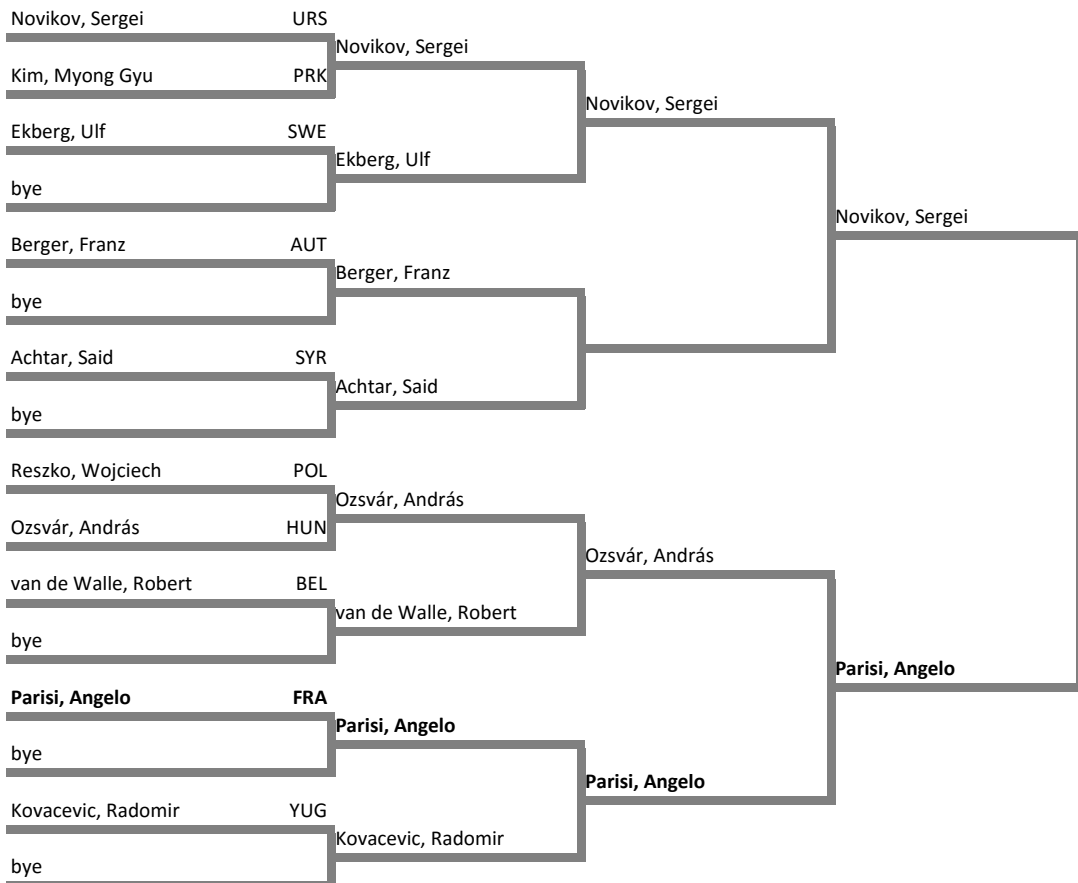 Novikov, Sergei URS
Kim, Myong Gyu PRK
Ekberg, Ulf SWE
bye
Berger, Franz AUT
bye
Achtar, Said SYR
bye
Reszko, Wojciech POL
Ozsvár, András HUN
van de Walle, Robert BEL
bye
Parisi, Angelo FRA
bye
Kovacevic, Radomir YUG
bye
Novikov, Sergei
Ekberg, Ulf
Berger, Franz
Achtar, Said
Ozsvár, András
van de Walle, Robert
Parisi, Angelo
Kovacevic, Radomir
Novikov, Sergei
Ozsvár, András
Parisi, Angelo
Novikov, Sergei
Parisi, Angelo